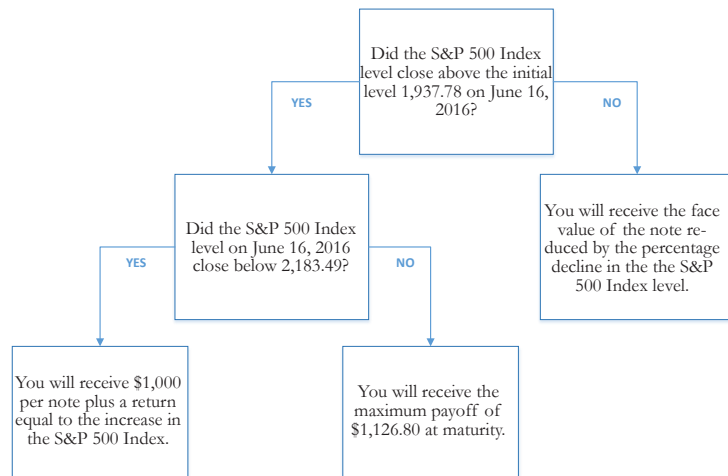 Did the S&P 500 Index
level close above the initial
level 1,937.78 on June 16,
2016?
YES
NO
Did the S&P 500 Index
level on June 16, 2016
close below 2,183.49?
You will receive the face
value of the note re-
duced by the percentage
decline in the the S&P
500 Index level.
YES
NO
You will receive $1,000
per note plus a return
equal to the increase in
the S&P 500 Index.
You will receive the
maximum payoff of
$1,126.80 at maturity.